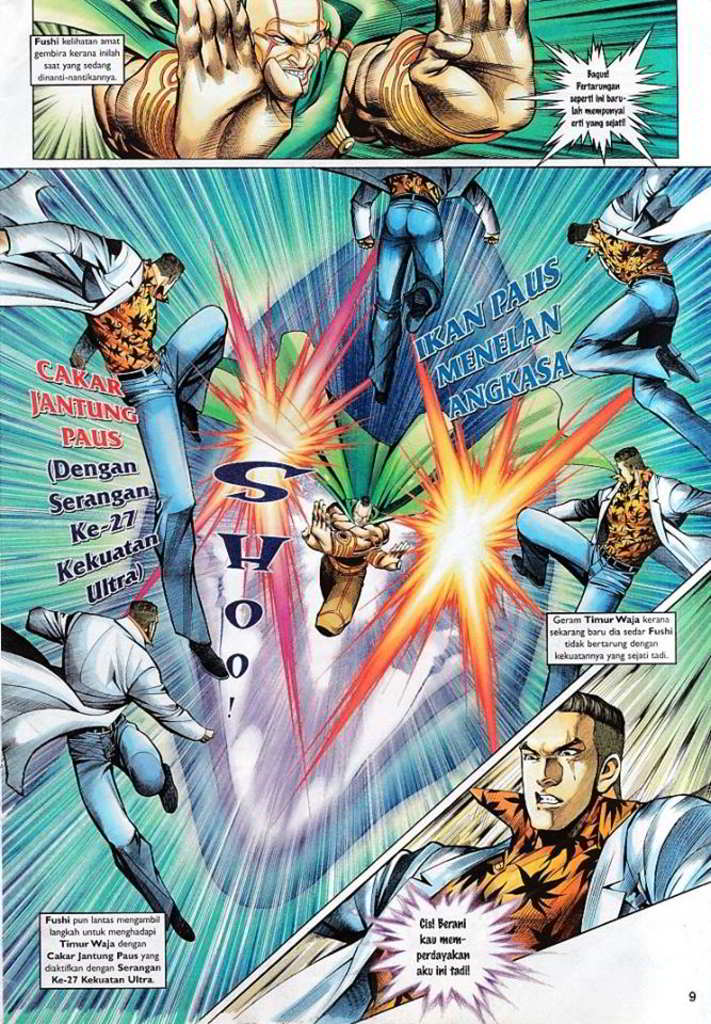 Fushi kelihatan amat
gembira kerana inilah
saat yang sedang
dinanti-nantikannya.
Bagus!
Pertarungan
seperti ini baru-
lah mempunyai
erti yang sejati!
IKAN PAUS
MENELAN
ANGKASA
CAKAR
JANTUNG
PAUS
(Dengan
Serangan
Ke-27
Kekuatan
Ultra)
SHOO!
Geram Timur Waja kerana
sekarang baru dia sedar Fushi
tidak bertarung dengan
kekuatannya yang sejati tadi.
Fushi pun lantas mengambil
langkah untuk menghadapi
Timur Waja dengan
Cakar Jantung Paus yang
diaktifkan dengan Serangan
Ke-27 Kekuatan Ultra.
Cis! Berani
kau mem-
perdayakan
aku ini tadi!
9